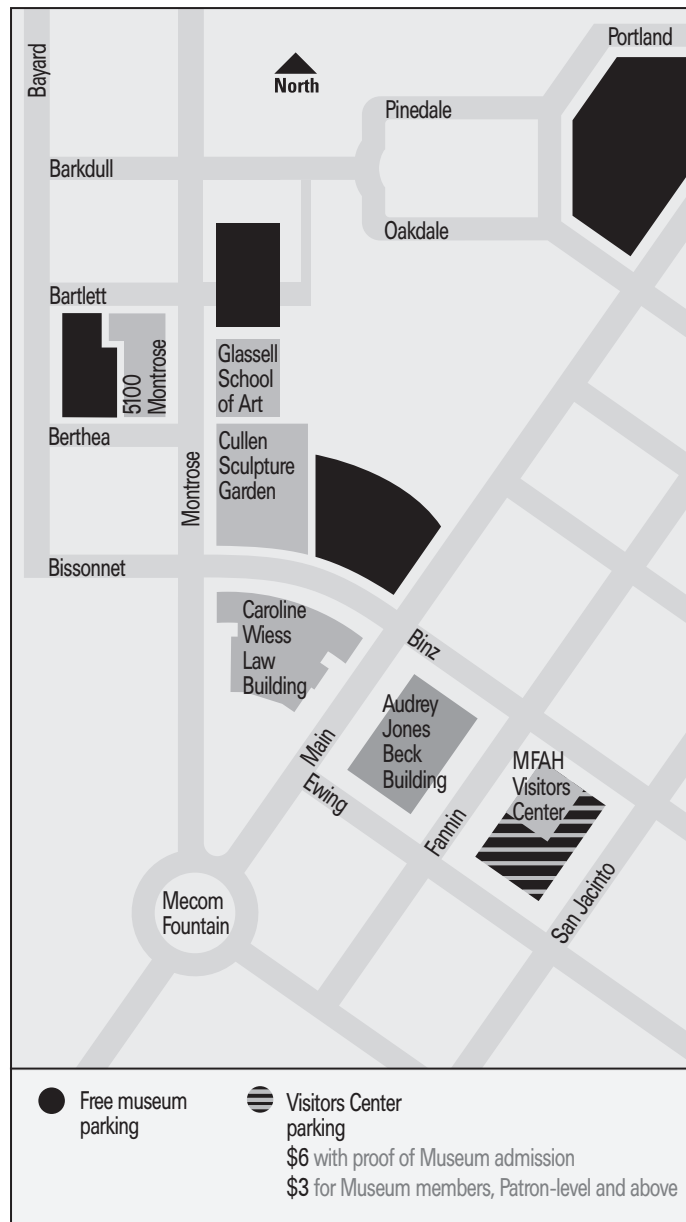 Portland
Bayard
North
Pinedale
Barkdull
Oakdale
Bartlett
Glassell
School
of Art
5100
Montrose
Berthea
Cullen
Sculpture
Garden
Montrose
Bissonnet
Caroline
Wiess
Law
Building
Binz
Audrey
Jones
Beck
Building
Main
MFAH
Visitors
Center
Ewing
Fannin
San Jacinto
Mecom
Fountain
Free museum
parking
Visitors Center
parking
$6 with proof of Museum admission
$3 for Museum members, Patron-level and above